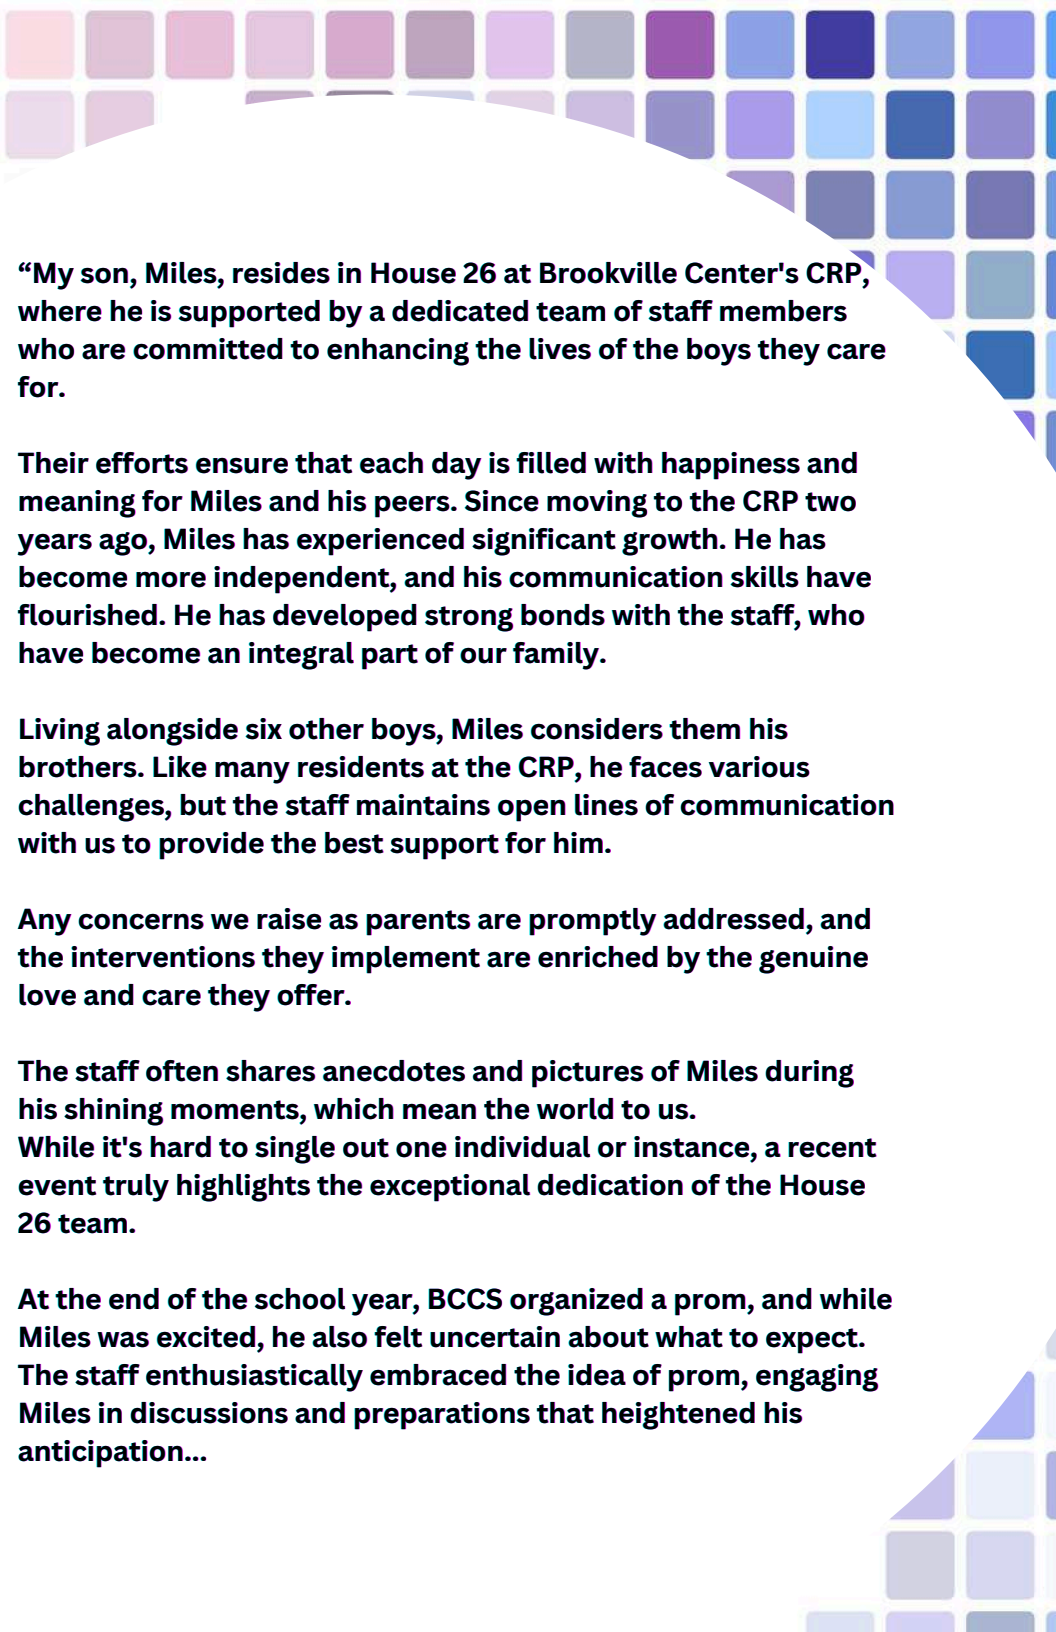 “My son, Miles, resides in House 26 at Brookville Center's CRP,
where he is supported by a dedicated team of staff members
who are committed to enhancing the lives of the boys they care
for.
Their efforts ensure that each day is filled with happiness and
meaning for Miles and his peers. Since moving to the CRP two
years ago, Miles has experienced significant growth. He has
become more independent, and his communication skills have
flourished. He has developed strong bonds with the staff, who
have become an integral part of our family.
Living alongside six other boys, Miles considers them his
brothers. Like many residents at the CRP, he faces various
challenges, but the staff maintains open lines of communication
with us to provide the best support for him.
Any concerns we raise as parents are promptly addressed, and
the interventions they implement are enriched by the genuine
love and care they offer.
The staff often shares anecdotes and pictures of Miles during
his shining moments, which mean the world to us.
While it's hard to single out one individual or instance, a recent
event truly highlights the exceptional dedication of the House
26 team.
At the end of the school year, BCCS organized a prom, and while
Miles was excited, he also felt uncertain about what to expect.
The staff enthusiastically embraced the idea of prom, engaging
Miles in discussions and preparations that heightened his
anticipation...